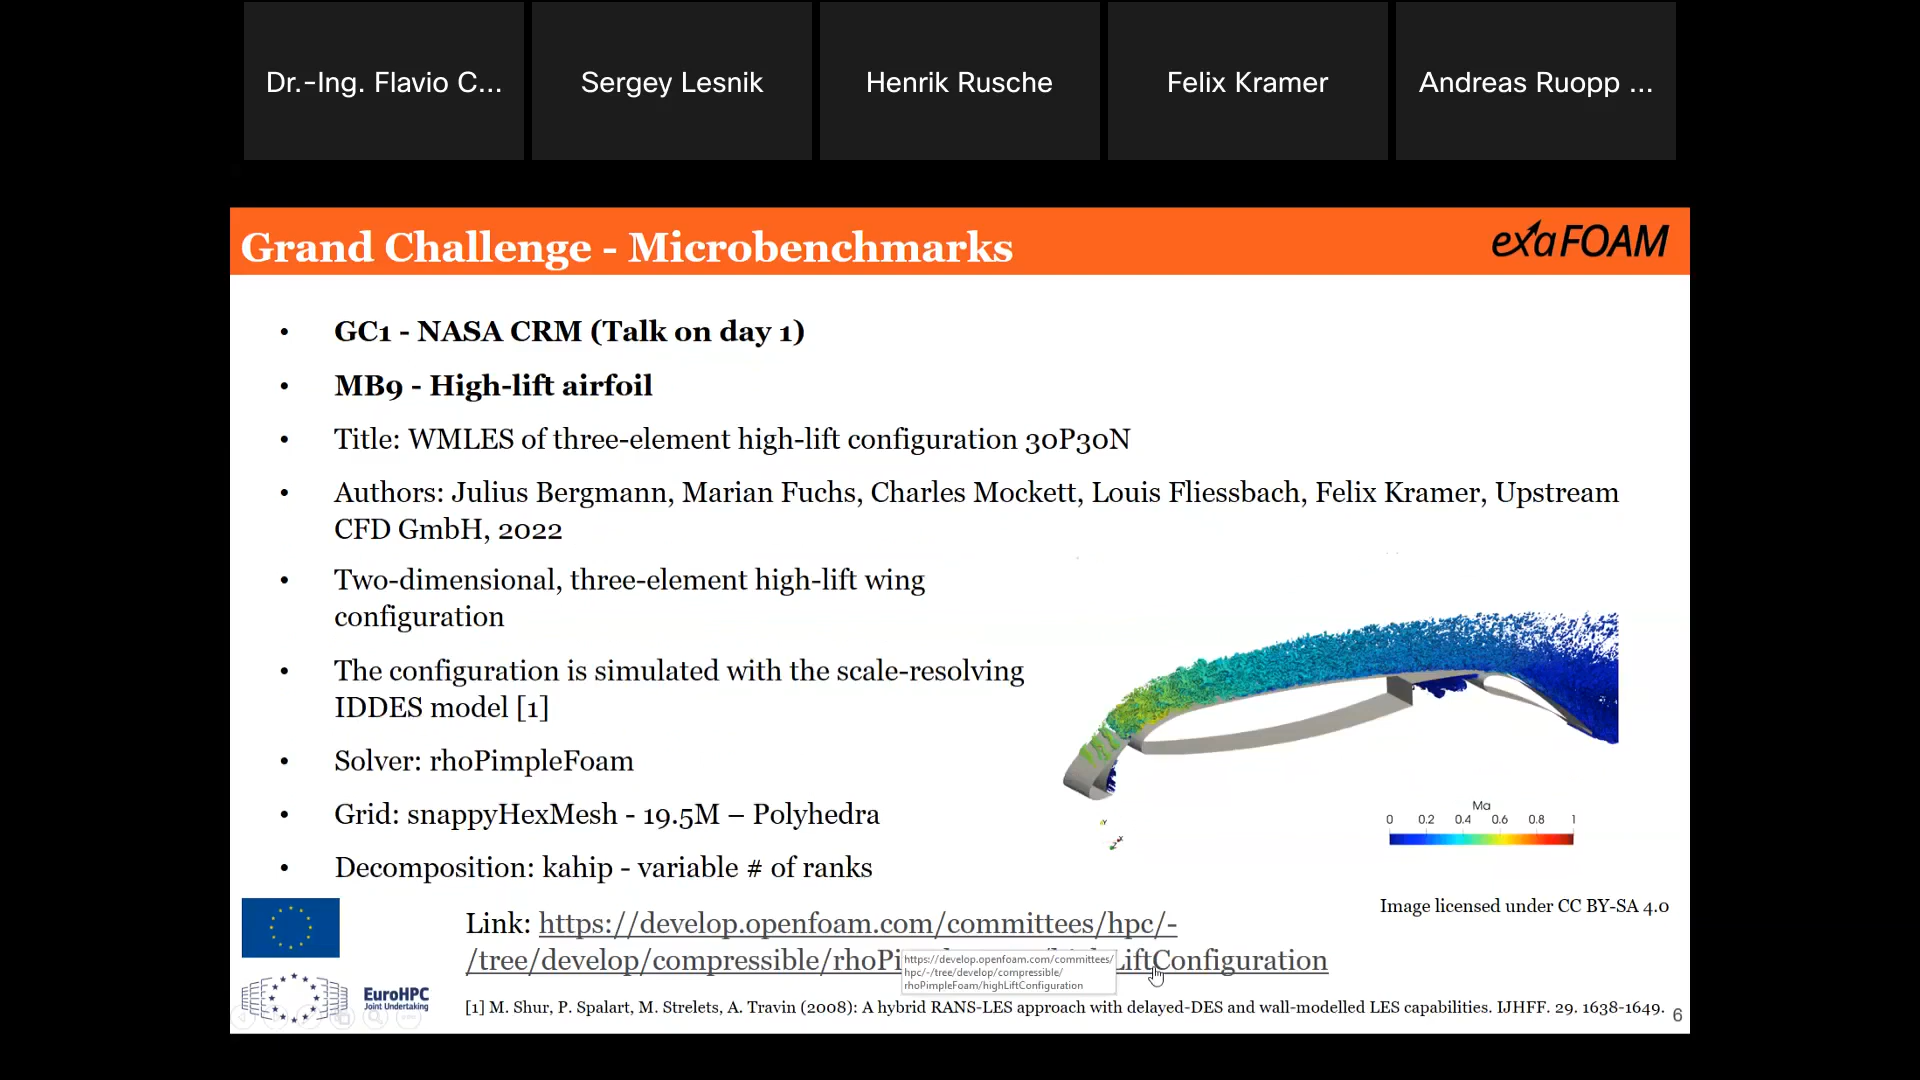 Dr.-Ing. Flavio C...
Sergey Lesnik
Henrik Rusche
Felix Kramer
Andreas Ruopp ...
Grand Challenge - Microbenchmarks
exaFOAM
• GC1 - NASA CRM (Talk on day 1)
• MB9 - High-lift airfoil
• Title: WMLES of three-element high-lift configuration 30P30N
• Authors: Julius Bergmann, Marian Fuchs, Charles Mockett, Louis Fliessbach, Felix Kramer, Upstream
CFD GmbH, 2022
• Two-dimensional, three-element high-lift wing
configuration
• The configuration is simulated with the scale-resolving
IDDES model [1]
• Solver: rhoPimpleFoam
• Grid: snappyHexMesh - 19.5M – Polyhedra
• Decomposition: kahip - variable # of ranks
Ma
0 0.2 0.4 0.6 0.8 1
Image licensed under CC BY-SA 4.0
Link: https://develop.openfoam.com/committees/hpc/-
/tree/develop/compressible/rhoPi LiftConfiguration
https://develop.openfoam.com/committees/
hpc/-/tree/develop/compressible/
rhoPimpleFoam/highLiftConfiguration
EuroHPC
Joint Undertaking
[1] M. Shur, P. Spalart, M. Strelets, A. Travin (2008): A hybrid RANS-LES approach with delayed-DES and wall-modelled LES capabilities. IJHFF. 29. 1638-1649.
6